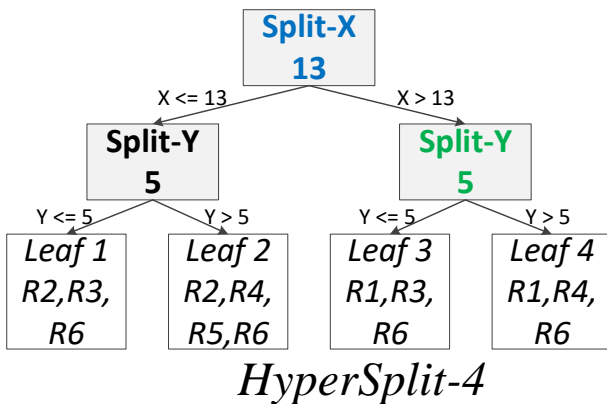 Split-X
13
X <= 13
X > 13
Split-Y
5
Split-Y
5
Y <= 5
Y > 5
Y <= 5
Y > 5
Leaf 1
R2,R3,
R6
Leaf 2
R2,R4,
R5,R6
Leaf 3
R1,R3,
R6
Leaf 4
R1,R4,
R6
HyperSplit-4